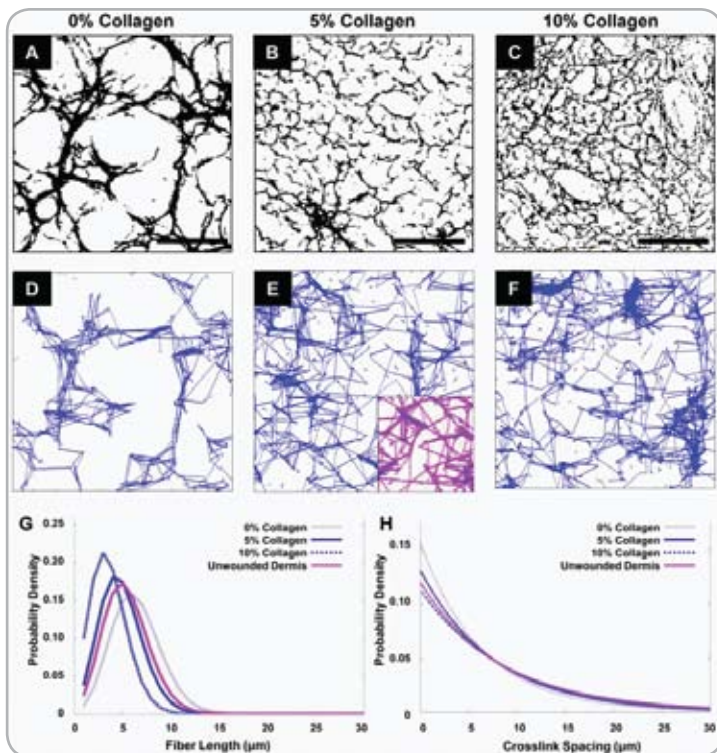 0% Collagen 5% Collagen 10% Collagen
A B C
D E F
G
0.25
0.20
0.15
0.10
0.05
0
0 5 10 15 20 25 30
Probability Density
Fiber Length (µm)
0% Collagen
5% Collagen
10% Collagen
Unwounded Dermis
H
0.15
0.10
0.05
0.00
0 5 10 15 20 25 30
Probability Density
Crosslink Spacing (µm)
0% Collagen
5% Collagen
10% Collagen
Unwounded Dermis